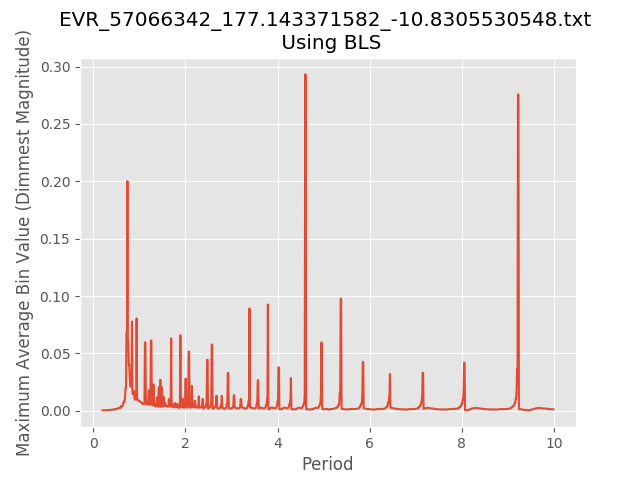 EVR_57066342_177.143371582_-10.8305530548.txt
Using BLS
Maximum Average Bin Value (Dimmest Magnitude)
0.30
0.25
0.20
0.15
0.10
0.05
0.00
0 2 4 6 8 10
Period